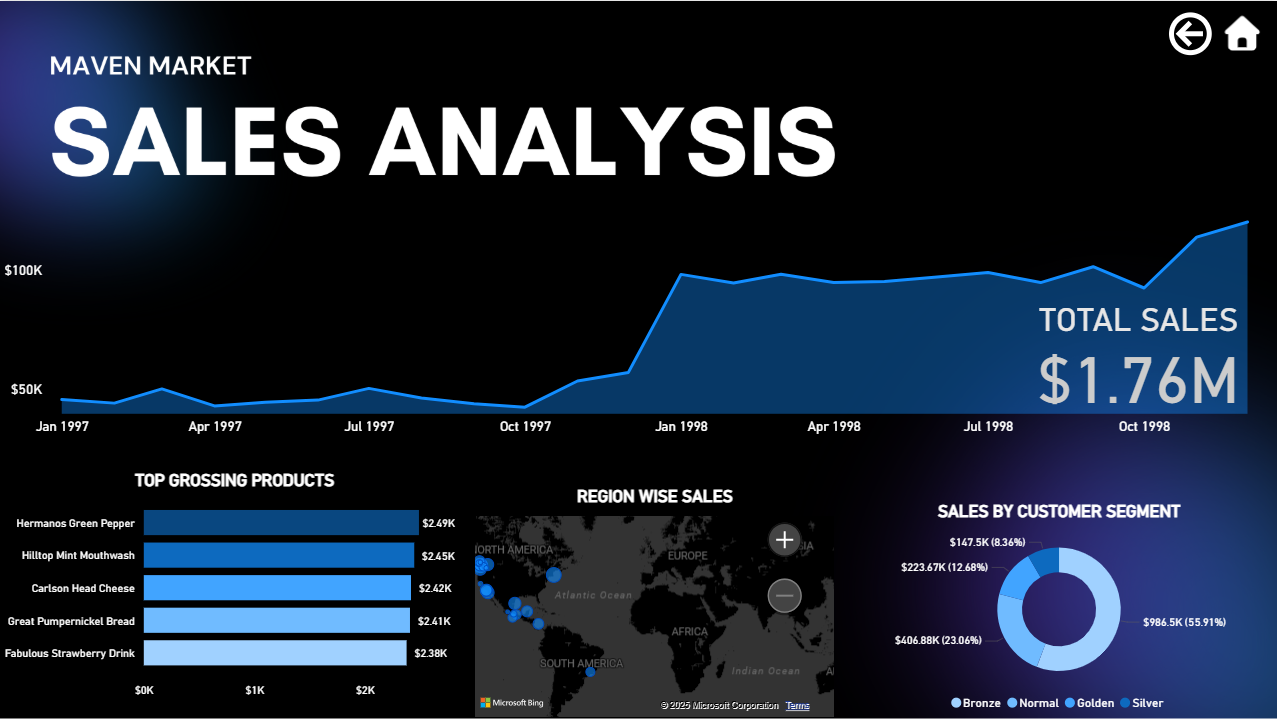 MAVEN MARKET
SALES ANALYSIS
$100K
$50K
TOTAL SALES
$1.76M
Jan 1997
Apr 1997
Jul 1997
Oct 1997
Jan 1998
Apr 1998
Jul 1998
Oct 1998
TOP GROSSING PRODUCTS
Hermanos Green Pepper $2.49K
Hilltop Mint Mouthwash $2.45K
Carlson Head Cheese $2.42K
Great Pumpernickel Bread $2.41K
Fabulous Strawberry Drink $2.38K
$0K $1K $2K
REGION WISE SALES
NORTH AMERICA
EUROPE
Atlantic Ocean
AFRICA
SOUTH AMERICA
Indian Ocean
Microsoft Bing
© 2025 Microsoft Corporation Terms
SALES BY CUSTOMER SEGMENT
$147.5K (8.36%)
$223.67K (12.68%)
$986.5K (55.91%)
$406.88K (23.06%)
Bronze Normal Golden Silver